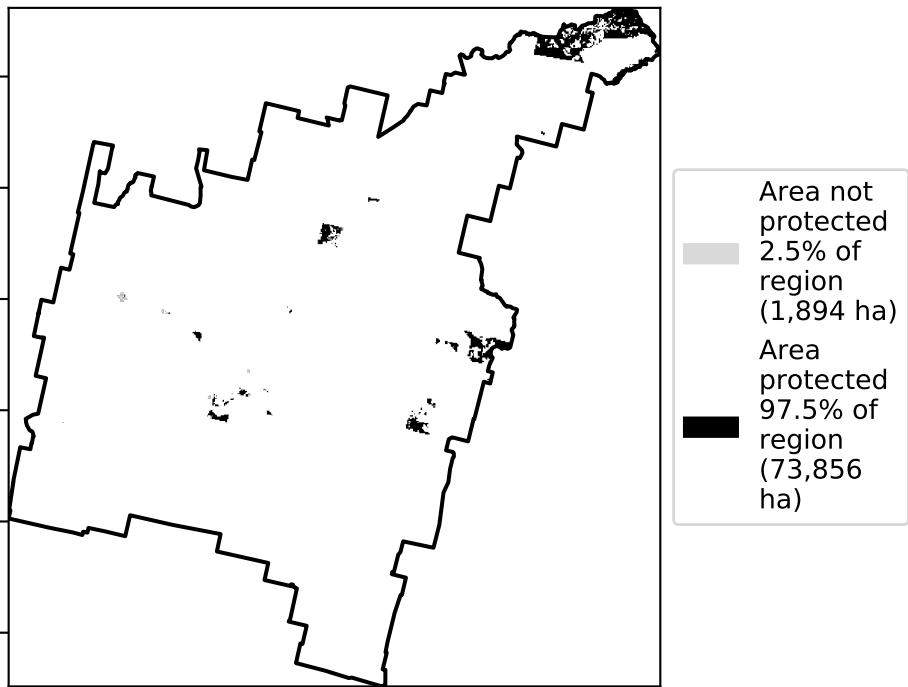 Area not
protected
2.5% of
region
(1,894 ha)
Area
protected
97.5% of
region
(73,856
ha)